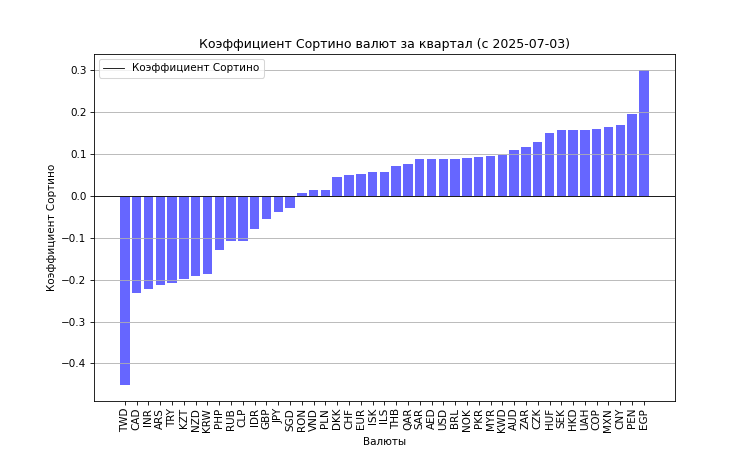 Коэффициент Сортино валют за квартал (с 2025-07-03)
Коэффициент Сортино
0.3
0.2
0.1
0.0
−0.1
−0.2
−0.3
−0.4
Коэффициент Сортино
TWD CAD INR ARS TRY KZT NZD KRW PHP RUB CLP IDR GBP JPY SGD RON VND PLN DKK CHF EUR ISK ILS THB QAR SAR AED USD BRL NOK PKR MYR KWD AUD ZAR CZK HUF SEK HKD UAH COP MXN CNY PEN EGP
Валюты